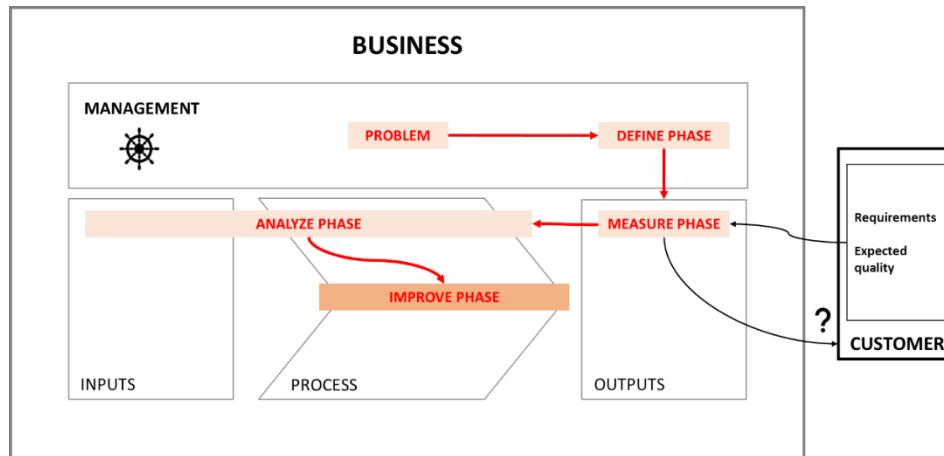 BUSINESS
MANAGEMENT
PROBLEM
DEFINE PHASE
ANALYZE PHASE
MEASURE PHASE
IMPROVE PHASE
INPUTS
PROCESS
OUTPUTS
Requirements
Expected
quality
?
CUSTOMER